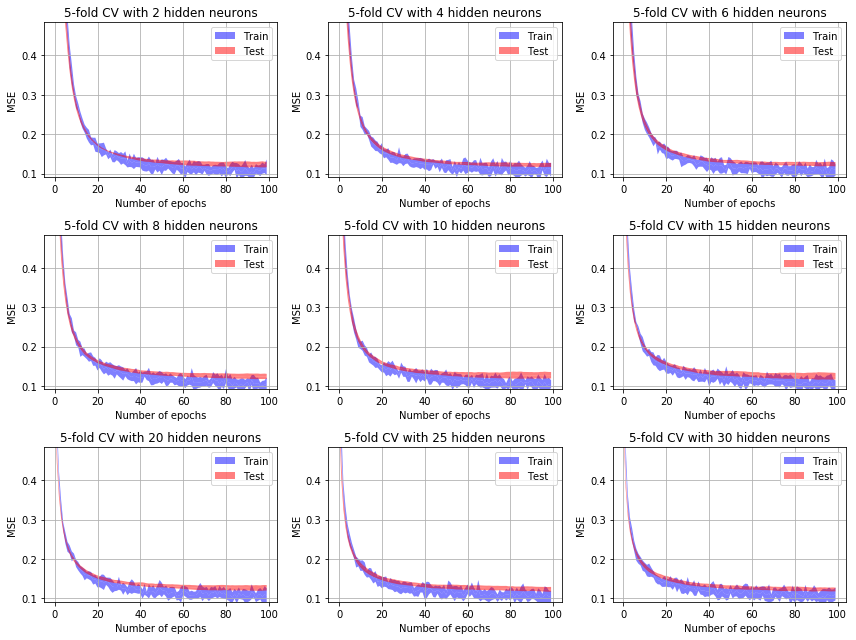 5-fold CV with 2 hidden neurons
MSE
0.4
0.3
0.2
0.1
Train
Test
0 20 40 60 80 100
Number of epochs
5-fold CV with 4 hidden neurons
MSE
0.4
0.3
0.2
0.1
Train
Test
0 20 40 60 80 100
Number of epochs
5-fold CV with 6 hidden neurons
MSE
0.4
0.3
0.2
0.1
Train
Test
0 20 40 60 80 100
Number of epochs
5-fold CV with 8 hidden neurons
MSE
0.4
0.3
0.2
0.1
Train
Test
0 20 40 60 80 100
Number of epochs
5-fold CV with 10 hidden neurons
MSE
0.4
0.3
0.2
0.1
Train
Test
0 20 40 60 80 100
Number of epochs
5-fold CV with 15 hidden neurons
MSE
0.4
0.3
0.2
0.1
Train
Test
0 20 40 60 80 100
Number of epochs
5-fold CV with 20 hidden neurons
MSE
0.4
0.3
0.2
0.1
Train
Test
0 20 40 60 80 100
Number of epochs
5-fold CV with 25 hidden neurons
MSE
0.4
0.3
0.2
0.1
Train
Test
0 20 40 60 80 100
Number of epochs
5-fold CV with 30 hidden neurons
MSE
0.4
0.3
0.2
0.1
Train
Test
0 20 40 60 80 100
Number of epochs